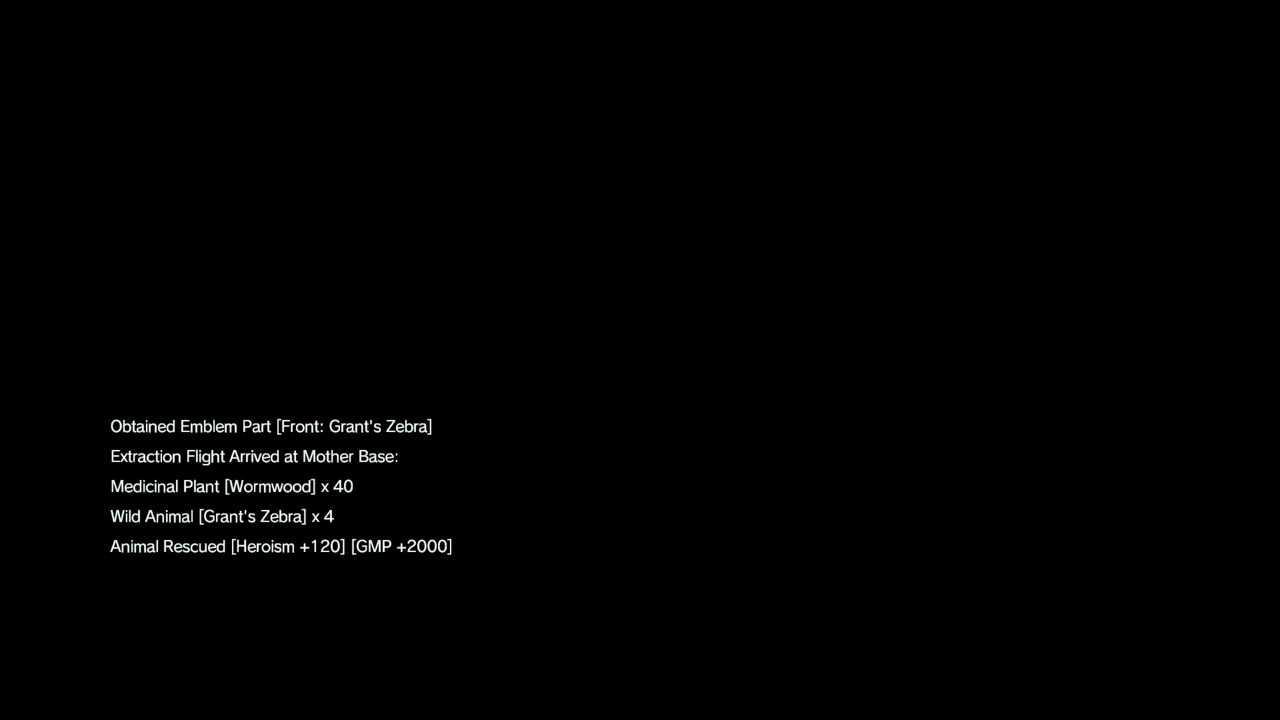 Obtained Emblem Part [Front: Grant's Zebra]
Extraction Flight Arrived at Mother Base:
Medicinal Plant [Wormwood] x 40
Wild Animal [Grant's Zebra] x 4
Animal Rescued [Heroism +120] [GMP +2000]